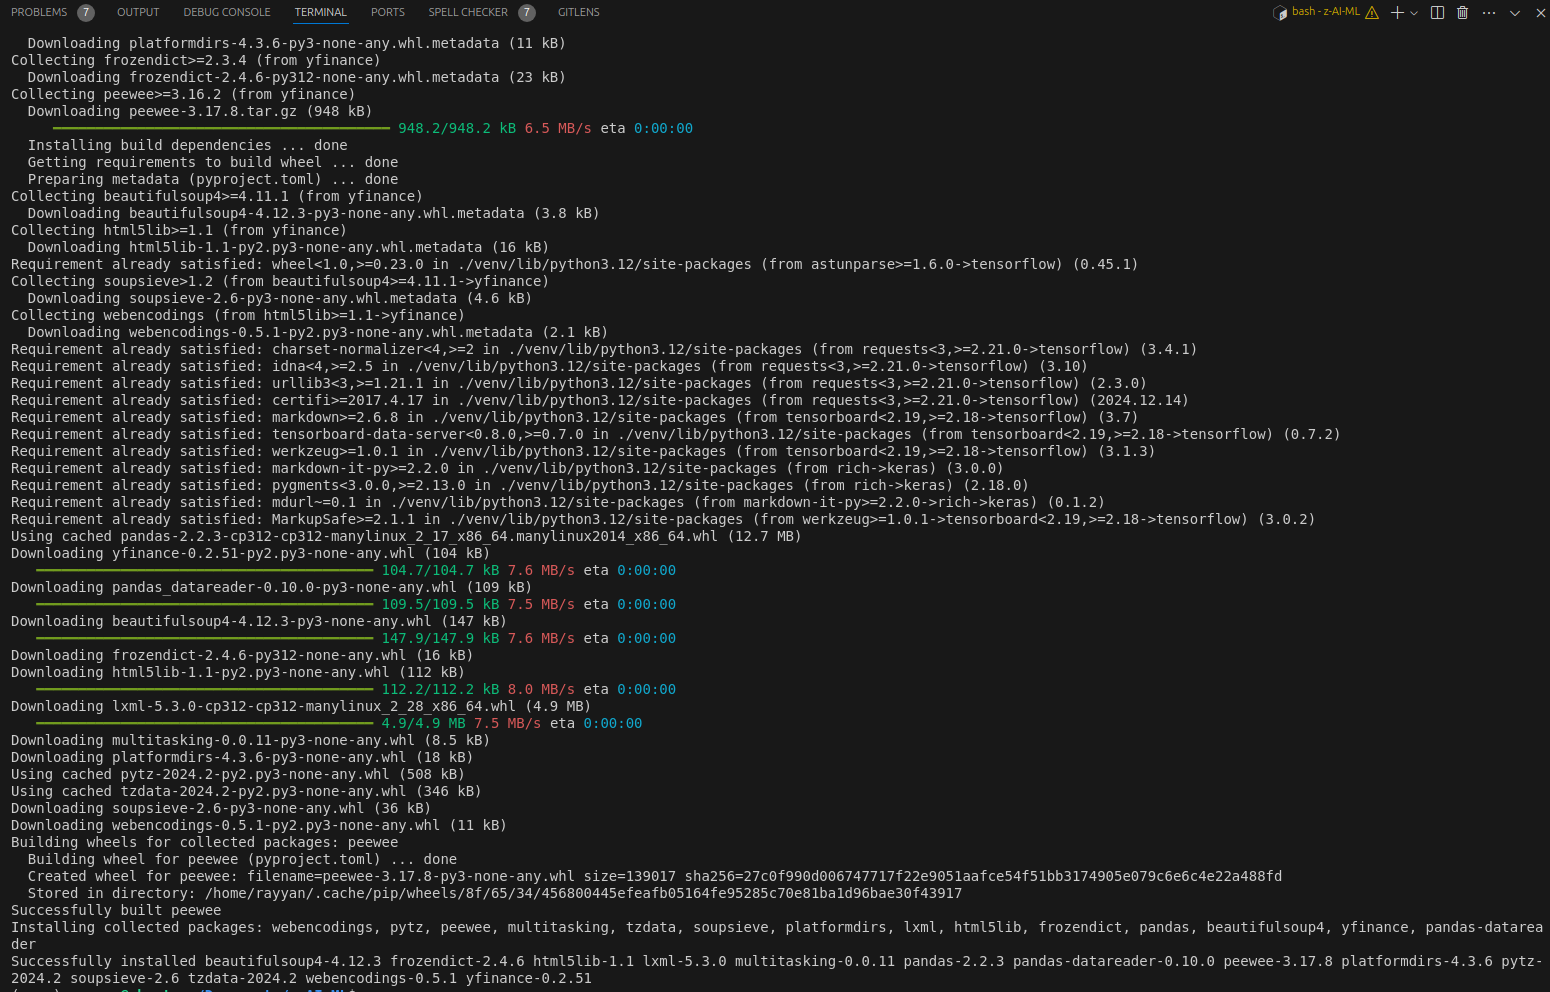 PROBLEMS 7 OUTPUT DEBUG CONSOLE TERMINAL PORTS SPELL CHECKER 7 GITLENS bash - z-AI-ML
  Downloading platformdirs-4.3.6-py3-none-any.whl.metadata (11 kB)
Collecting frozendict>=2.3.4 (from yfinance)
  Downloading frozendict-2.4.6-py312-none-any.whl.metadata (23 kB)
Collecting peewee>=3.16.2 (from yfinance)
  Downloading peewee-3.17.8.tar.gz (948 kB)
     948.2/948.2 kB 6.5 MB/s eta 0:00:00
  Installing build dependencies ... done
  Getting requirements to build wheel ... done
  Preparing metadata (pyproject.toml) ... done
Collecting beautifulsoup4>=4.11.1 (from yfinance)
  Downloading beautifulsoup4-4.12.3-py3-none-any.whl.metadata (3.8 kB)
Collecting html5lib>=1.1 (from yfinance)
  Downloading html5lib-1.1-py2.py3-none-any.whl.metadata (16 kB)
Requirement already satisfied: wheel<1.0,>=0.23.0 in ./venv/lib/python3.12/site-packages (from astunparse>=1.6.0->tensorflow) (0.45.1)
Collecting soupsieve>1.2 (from beautifulsoup4>=4.11.1->yfinance)
  Downloading soupsieve-2.6-py3-none-any.whl.metadata (4.6 kB)
Collecting webencodings (from html5lib>=1.1->yfinance)
  Downloading webencodings-0.5.1-py2.py3-none-any.whl.metadata (2.1 kB)
Requirement already satisfied: charset-normalizer<4,>=2 in ./venv/lib/python3.12/site-packages (from requests<3,>=2.21.0->tensorflow) (3.4.1)
Requirement already satisfied: idna<4,>=2.5 in ./venv/lib/python3.12/site-packages (from requests<3,>=2.21.0->tensorflow) (3.10)
Requirement already satisfied: urllib3<3,>=1.21.1 in ./venv/lib/python3.12/site-packages (from requests<3,>=2.21.0->tensorflow) (2.3.0)
Requirement already satisfied: certifi>=2017.4.17 in ./venv/lib/python3.12/site-packages (from requests<3,>=2.21.0->tensorflow) (2024.12.14)
Requirement already satisfied: markdown>=2.6.8 in ./venv/lib/python3.12/site-packages (from tensorboard<2.19,>=2.18->tensorflow) (3.7)
Requirement already satisfied: tensorboard-data-server<0.8.0,>=0.7.0 in ./venv/lib/python3.12/site-packages (from tensorboard<2.19,>=2.18->tensorflow) (0.7.2)
Requirement already satisfied: werkzeug>=1.0.1 in ./venv/lib/python3.12/site-packages (from tensorboard<2.19,>=2.18->tensorflow) (3.1.3)
Requirement already satisfied: markdown-it-py>=2.2.0 in ./venv/lib/python3.12/site-packages (from rich->keras) (3.0.0)
Requirement already satisfied: pygments<3.0.0,>=2.13.0 in ./venv/lib/python3.12/site-packages (from rich->keras) (2.18.0)
Requirement already satisfied: mdurl~=0.1 in ./venv/lib/python3.12/site-packages (from markdown-it-py>=2.2.0->rich->keras) (0.1.2)
Requirement already satisfied: MarkupSafe>=2.1.1 in ./venv/lib/python3.12/site-packages (from werkzeug>=1.0.1->tensorboard<2.19,>=2.18->tensorflow) (3.0.2)
Using cached pandas-2.2.3-cp312-cp312-manylinux_2_17_x86_64.manylinux2014_x86_64.whl (12.7 MB)
Downloading yfinance-0.2.51-py2.py3-none-any.whl (104 kB)
   104.7/104.7 kB 7.6 MB/s eta 0:00:00
Downloading pandas_datareader-0.10.0-py3-none-any.whl (109 kB)
   109.5/109.5 kB 7.5 MB/s eta 0:00:00
Downloading beautifulsoup4-4.12.3-py3-none-any.whl (147 kB)
   147.9/147.9 kB 7.6 MB/s eta 0:00:00
Downloading frozendict-2.4.6-py312-none-any.whl (16 kB)
Downloading html5lib-1.1-py2.py3-none-any.whl (112 kB)
   112.2/112.2 kB 8.0 MB/s eta 0:00:00
Downloading lxml-5.3.0-cp312-cp312-manylinux_2_28_x86_64.whl (4.9 MB)
   4.9/4.9 MB 7.5 MB/s eta 0:00:00
Downloading multitasking-0.0.11-py3-none-any.whl (8.5 kB)
Downloading platformdirs-4.3.6-py3-none-any.whl (18 kB)
Using cached pytz-2024.2-py2.py3-none-any.whl (508 kB)
Using cached tzdata-2024.2-py2.py3-none-any.whl (346 kB)
Downloading soupsieve-2.6-py3-none-any.whl (36 kB)
Downloading webencodings-0.5.1-py2.py3-none-any.whl (11 kB)
Building wheels for collected packages: peewee
  Building wheel for peewee (pyproject.toml) ... done
  Created wheel for peewee: filename=peewee-3.17.8-py3-none-any.whl size=139017 sha256=27c0f990d006747717f22e9051aafce54f51bb3174905e079c6e6c4e22a488fd
  Stored in directory: /home/rayyan/.cache/pip/wheels/8f/65/34/456800445efeafb05164fe95285c70e81ba1d96bae30f43917
Successfully built peewee
Installing collected packages: webencodings, pytz, peewee, multitasking, tzdata, soupsieve, platformdirs, lxml, html5lib, frozendict, pandas, beautifulsoup4, yfinance, pandas-datarea
der
Successfully installed beautifulsoup4-4.12.3 frozendict-2.4.6 html5lib-1.1 lxml-5.3.0 multitasking-0.0.11 pandas-2.2.3 pandas-datareader-0.10.0 peewee-3.17.8 platformdirs-4.3.6 pytz-
2024.2 soupsieve-2.6 tzdata-2024.2 webencodings-0.5.1 yfinance-0.2.51